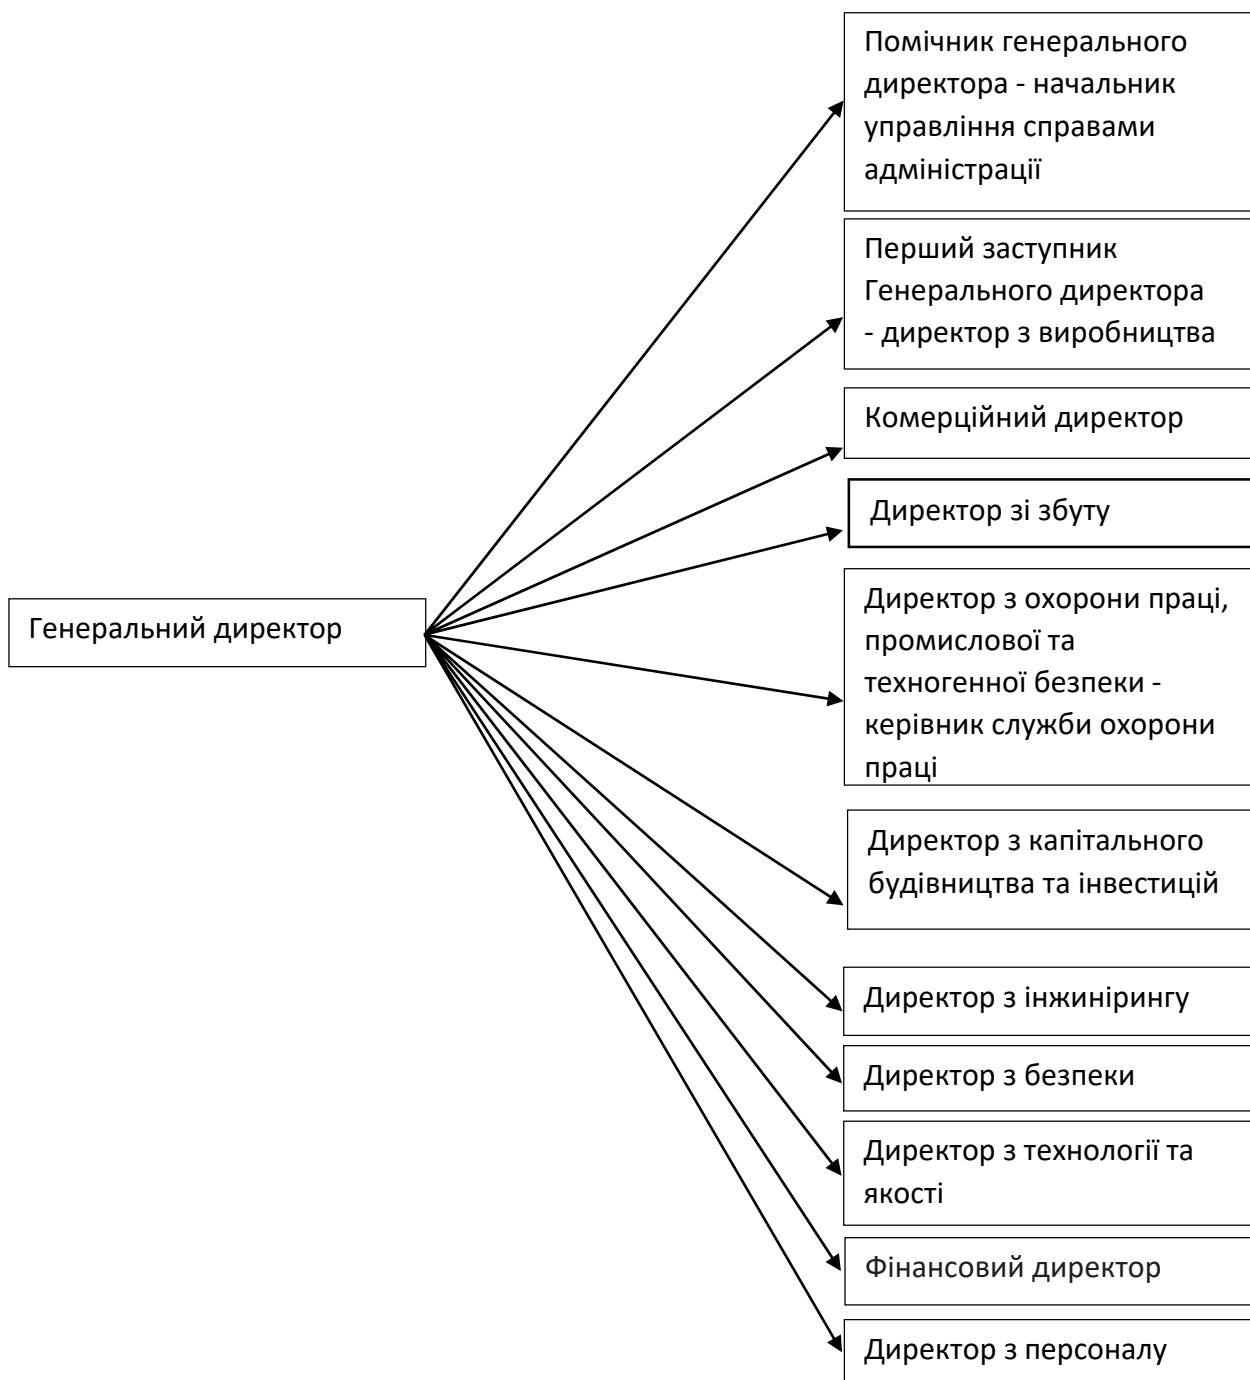 Помічник генерального
директора - начальник
управління справами
адміністрації
Перший заступник
Генерального директора
- директор з виробництва
Комерційний директор
Директор зі збуту
Генеральний директор
Директор з охорони праці,
промислової та
техногенної безпеки -
керівник служби охорони
праці
Директор з капітального
будівництва та інвестицій
Директор з інжинірингу
Директор з безпеки
Директор з технології та
якості
Фінансовий директор
Директор з персоналу